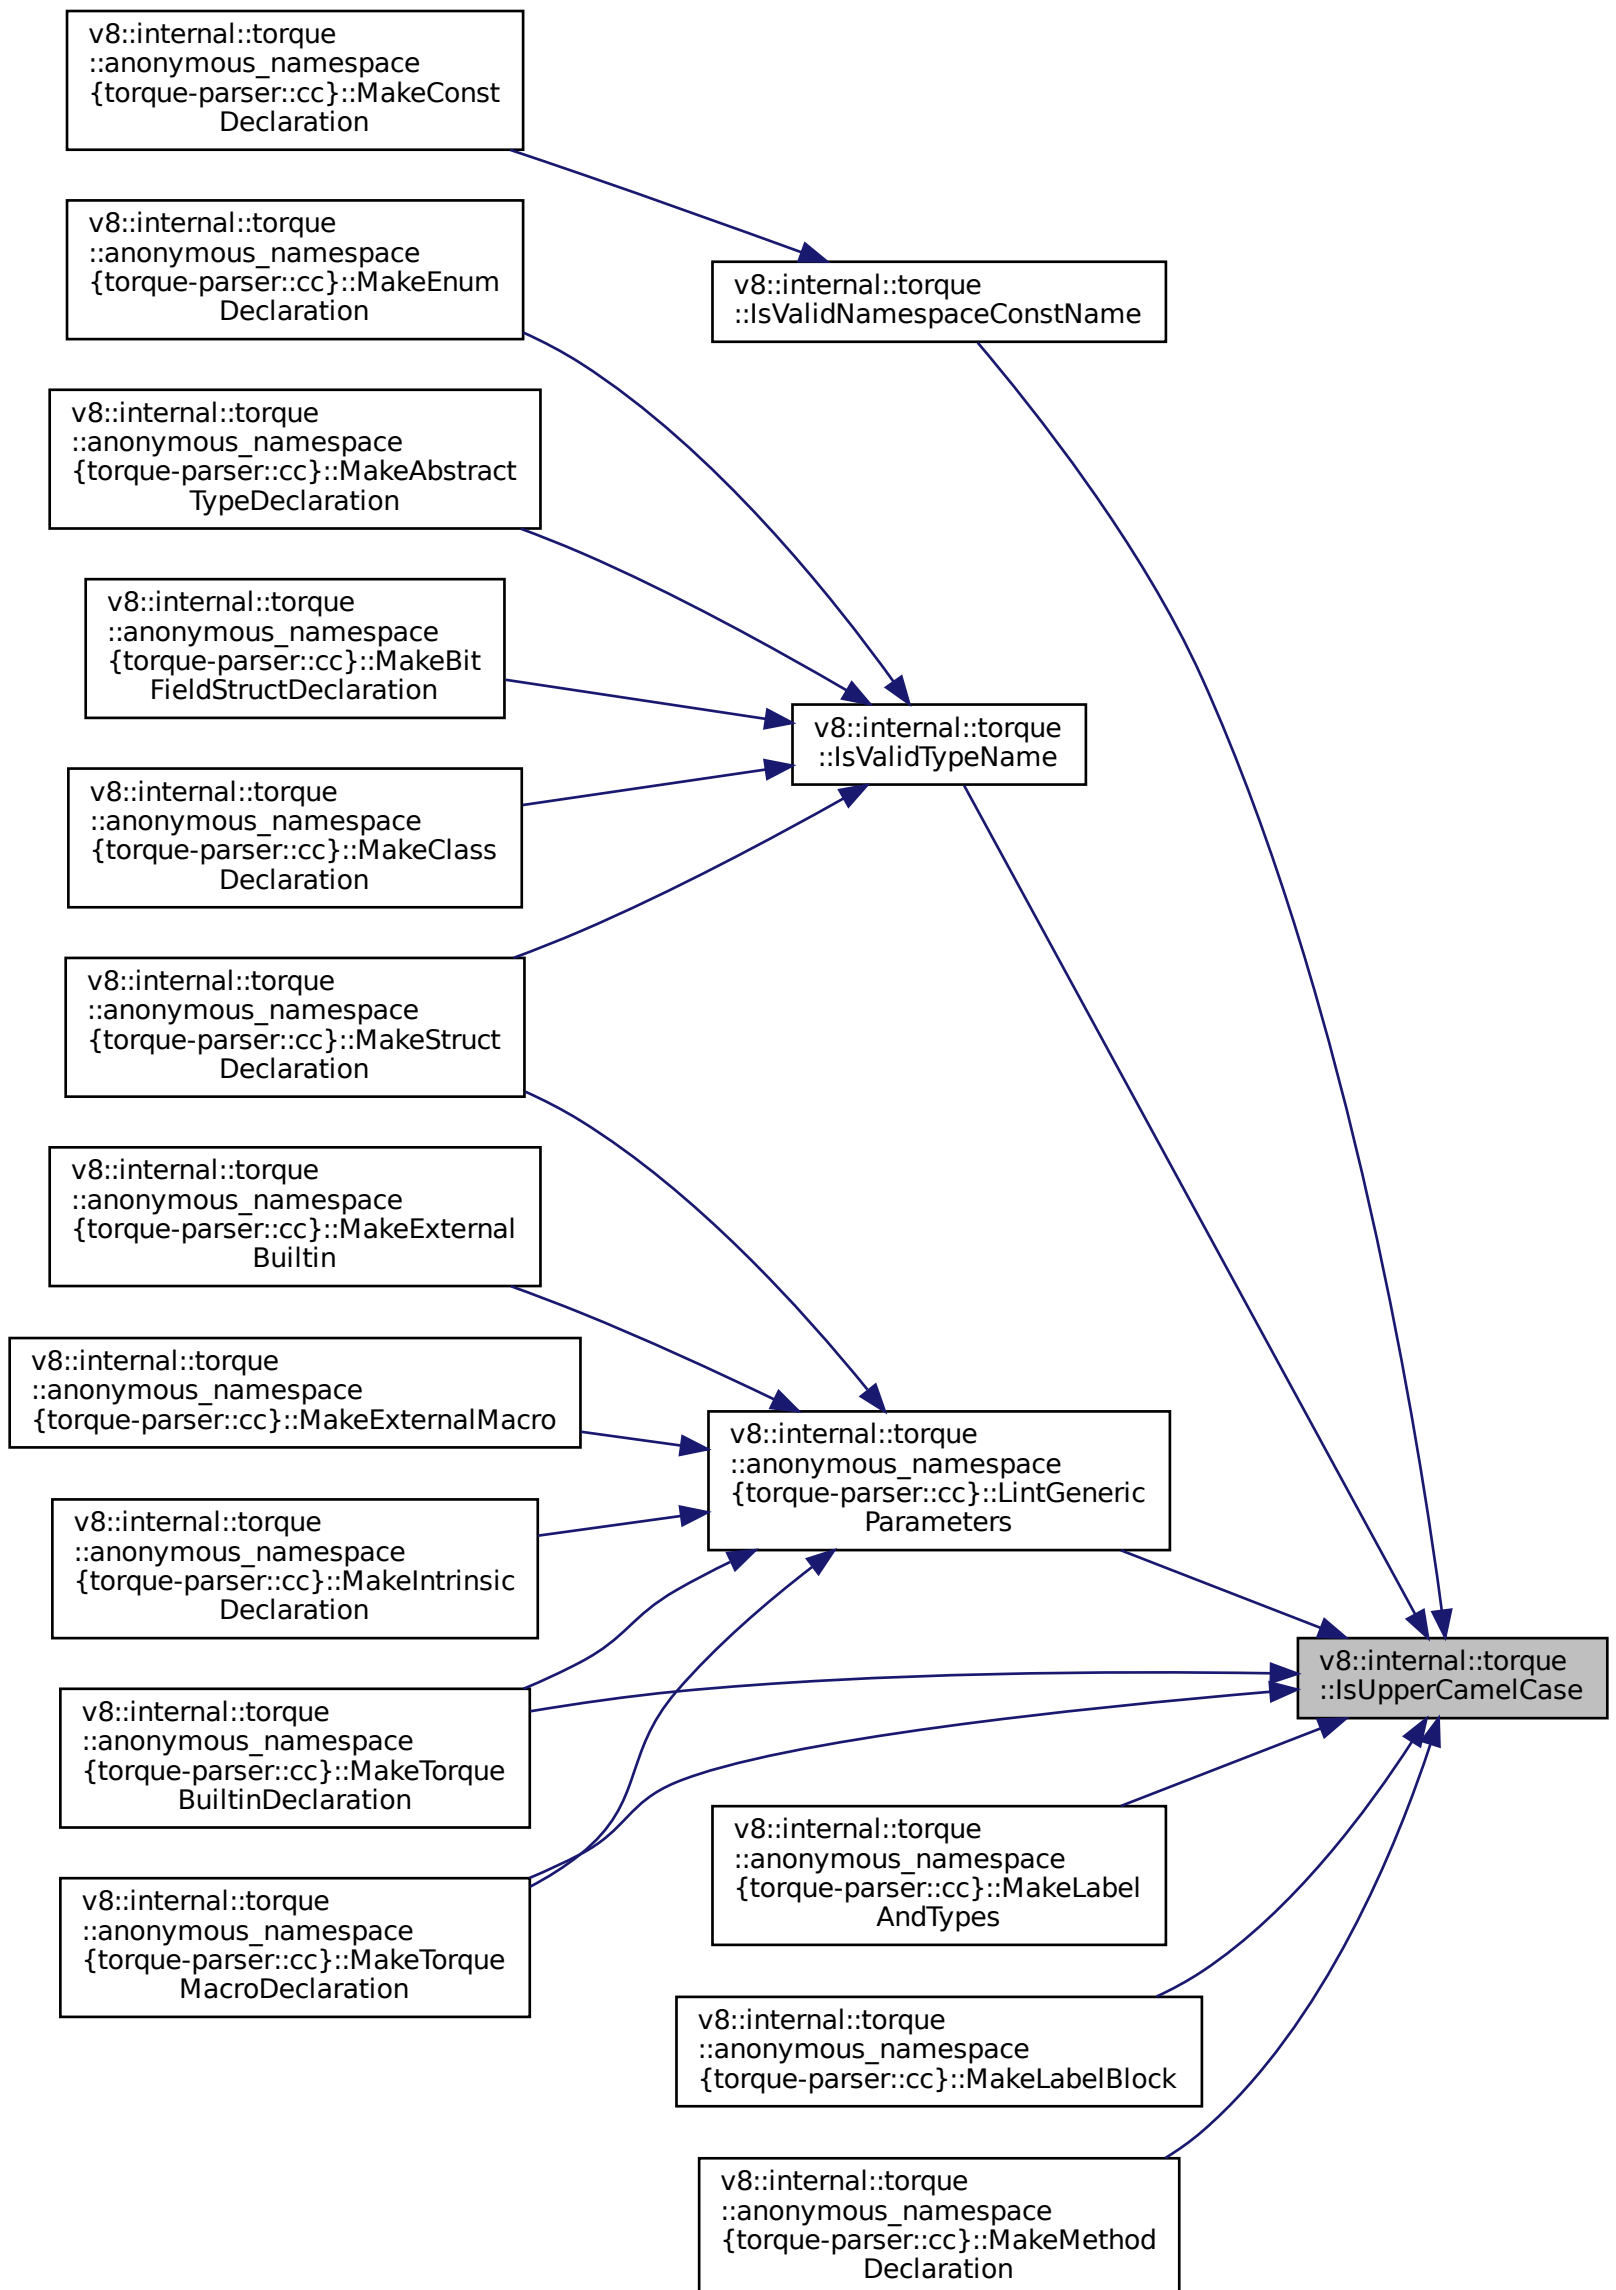 v8::internal::torque
::anonymous_namespace
{torque-parser::cc}::MakeConst
Declaration
v8::internal::torque
::anonymous_namespace
{torque-parser::cc}::MakeEnum
Declaration
v8::internal::torque
::IsValidNamespaceConstName
v8::internal::torque
::anonymous_namespace
{torque-parser::cc}::MakeAbstract
TypeDeclaration
v8::internal::torque
::anonymous_namespace
{torque-parser::cc}::MakeBit
FieldStructDeclaration
v8::internal::torque
::IsValidTypeName
v8::internal::torque
::anonymous_namespace
{torque-parser::cc}::MakeClass
Declaration
v8::internal::torque
::anonymous_namespace
{torque-parser::cc}::MakeStruct
Declaration
v8::internal::torque
::anonymous_namespace
{torque-parser::cc}::MakeExternal
Builtin
v8::internal::torque
::anonymous_namespace
{torque-parser::cc}::MakeExternalMacro
v8::internal::torque
::anonymous_namespace
{torque-parser::cc}::LintGeneric
Parameters
v8::internal::torque
::anonymous_namespace
{torque-parser::cc}::MakeIntrinsic
Declaration
v8::internal::torque
::IsUpperCamelCase
v8::internal::torque
::anonymous_namespace
{torque-parser::cc}::MakeTorque
BuiltinDeclaration
v8::internal::torque
::anonymous_namespace
{torque-parser::cc}::MakeLabel
AndTypes
v8::internal::torque
::anonymous_namespace
{torque-parser::cc}::MakeTorque
MacroDeclaration
v8::internal::torque
::anonymous_namespace
{torque-parser::cc}::MakeLabelBlock
v8::internal::torque
::anonymous_namespace
{torque-parser::cc}::MakeMethod
Declaration